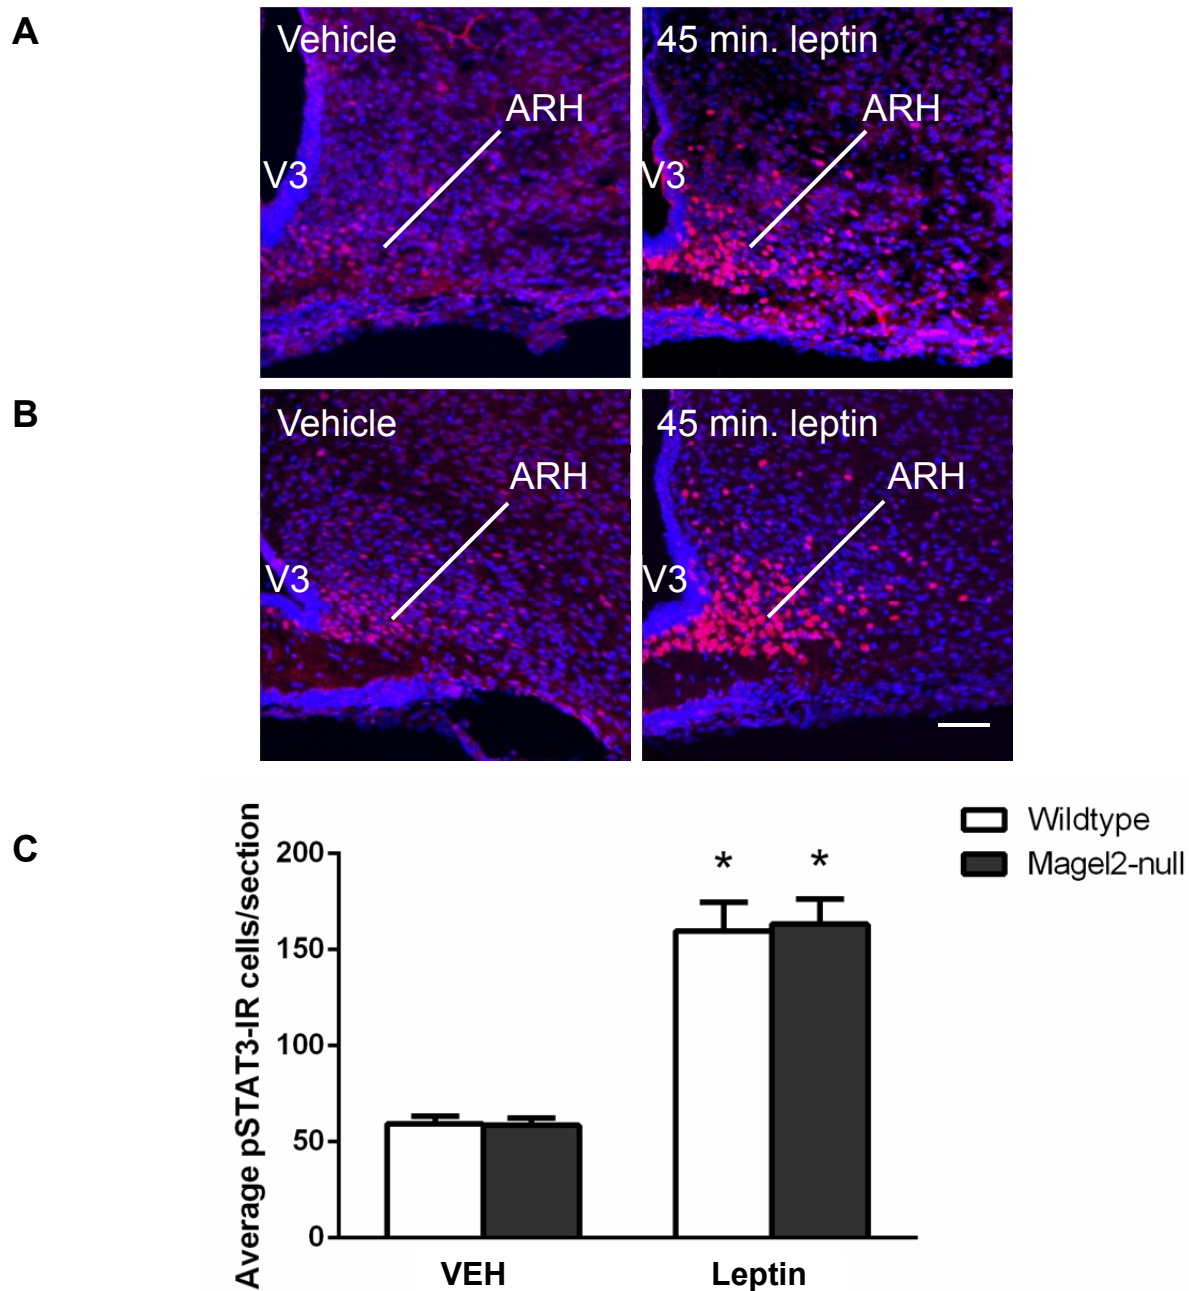 A
Vehicle
45 min. leptin
ARH
ARH
V3
V3
B
Vehicle
45 min. leptin
ARH
ARH
V3
V3
C
Wildtype
Magel2-null
Average pSTAT3-IR cells/section
200
150
100
50
0
*
*
VEH
Leptin